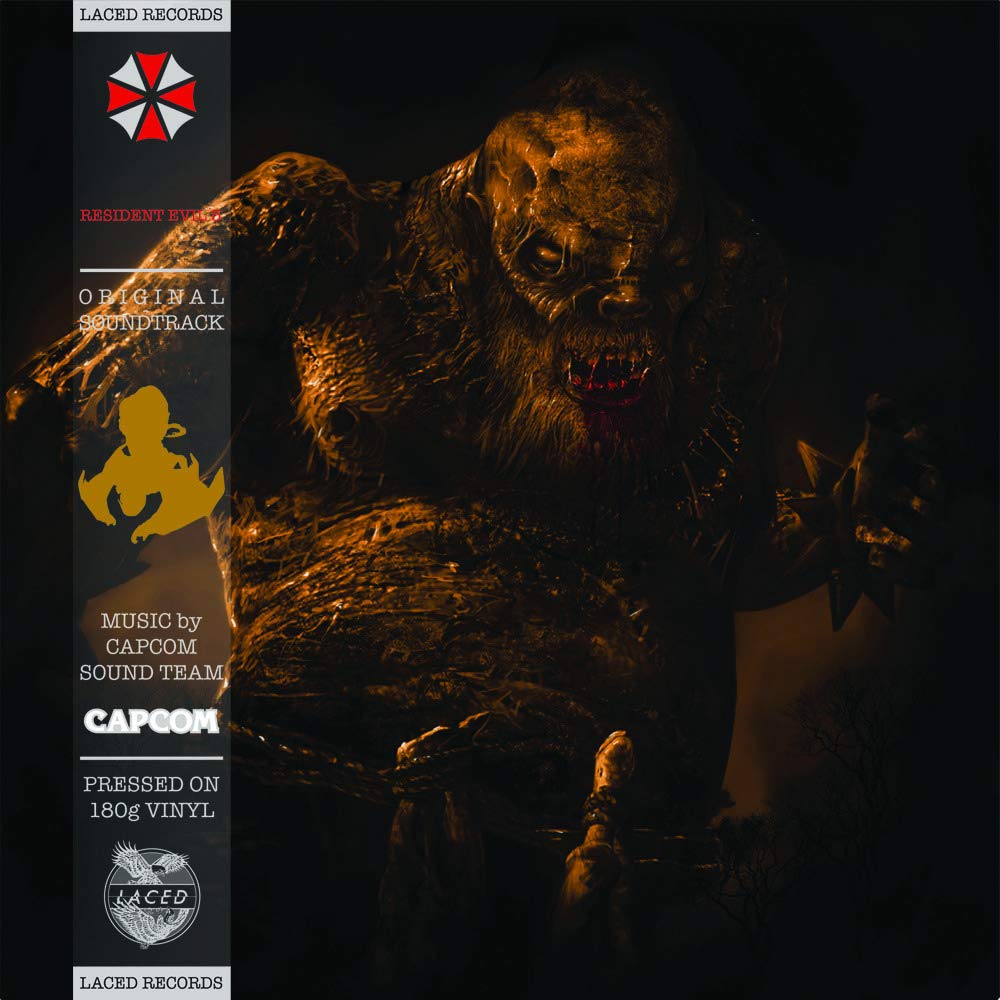 LACED RECORDS
RESIDENT EVIL 5
ORIGINAL
SOUNDTRACK
MUSIC by
CAPCOM
SOUND TEAM
CAPCOM
PRESSED ON
180g VINYL
LACED
LACED RECORDS